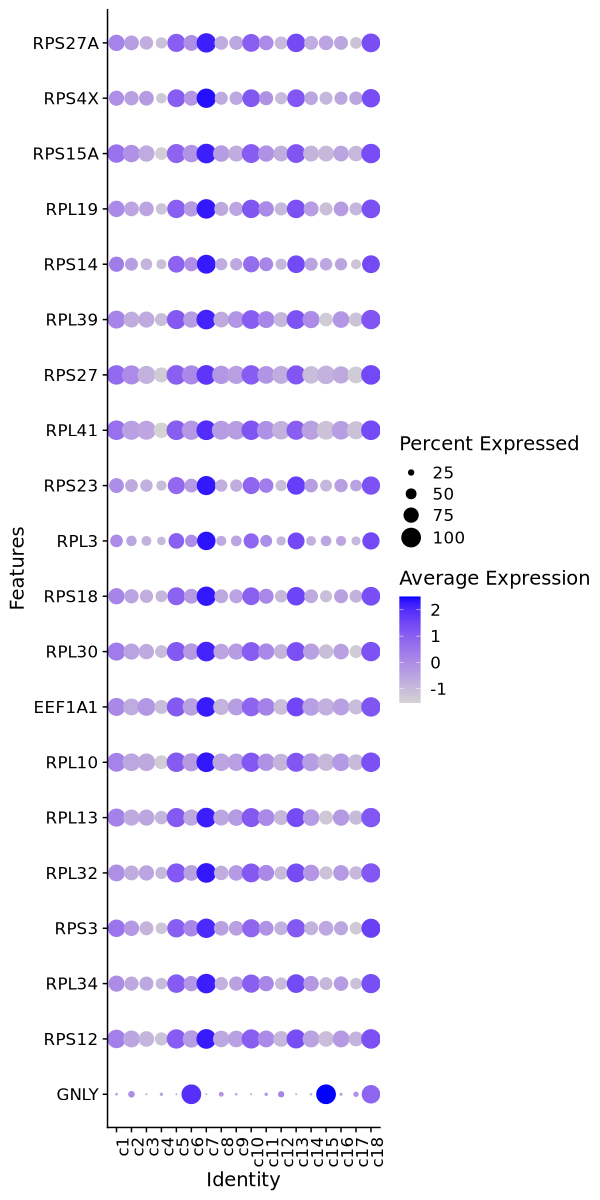 RPS27A
RPS4X
RPS15A
RPL19
RPS14
RPL39
RPS27
RPL41
RPS23
RPL3
RPS18
RPL30
EEF1A1
RPL10
RPL13
RPL32
RPS3
RPL34
RPS12
GNLY
Features
c1
c2
c3
c4
c5
c6
c7
c8
c9
c10
c11
c12
c13
c14
c15
c16
c17
c18
Identity
Percent Expressed
25
50
75
100
Average Expression
2
1
0
-1